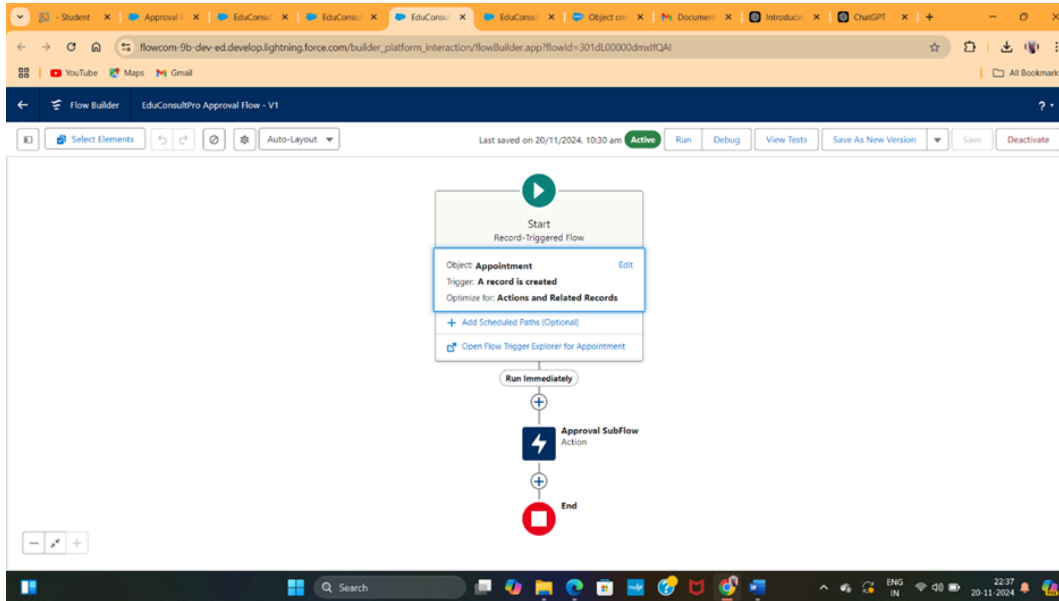 - Student
Approval F
EduConsul
EduConsul
EduConsul
EduConsul
Object cre
Document
Introducin
ChatGPT
flowcom-9b-dev-ed.develop.lightning.force.com/builder_platform_interaction/flowBuilder.app?flowId=301dL00000dmxlfQAI
YouTube Maps Gmail All Bookmark
Flow Builder EduConsultPro Approval Flow - V1 ?
Select Elements Auto-Layout Last saved on 20/11/2024, 10:30 am Active Run Debug View Tests Save As New Version Save Deactivate
Start
Record-Triggered Flow
Object: Appointment Edit
Trigger: A record is created
Optimize for: Actions and Related Records
+ Add Scheduled Paths (Optional)
Open Flow Trigger Explorer for Appointment
Run Immediately
Approval SubFlow
Action
End
Search
ENG
IN
22:37
20-11-2024